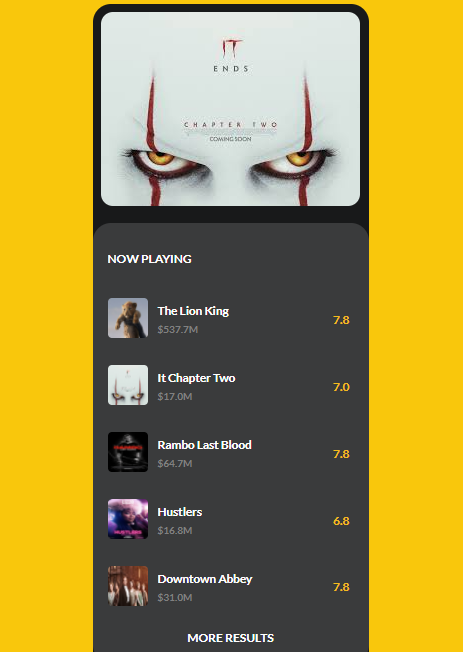 IT
ENDS
CHAPTER TWO
COMING SOON
NOW PLAYING
The Lion King
$537.7M
7.8
It Chapter Two
$17.0M
7.0
Rambo Last Blood
$64.7M
7.8
Hustlers
$16.8M
6.8
HUSTLERS
Downtown Abbey
$31.0M
7.8
MORE RESULTS